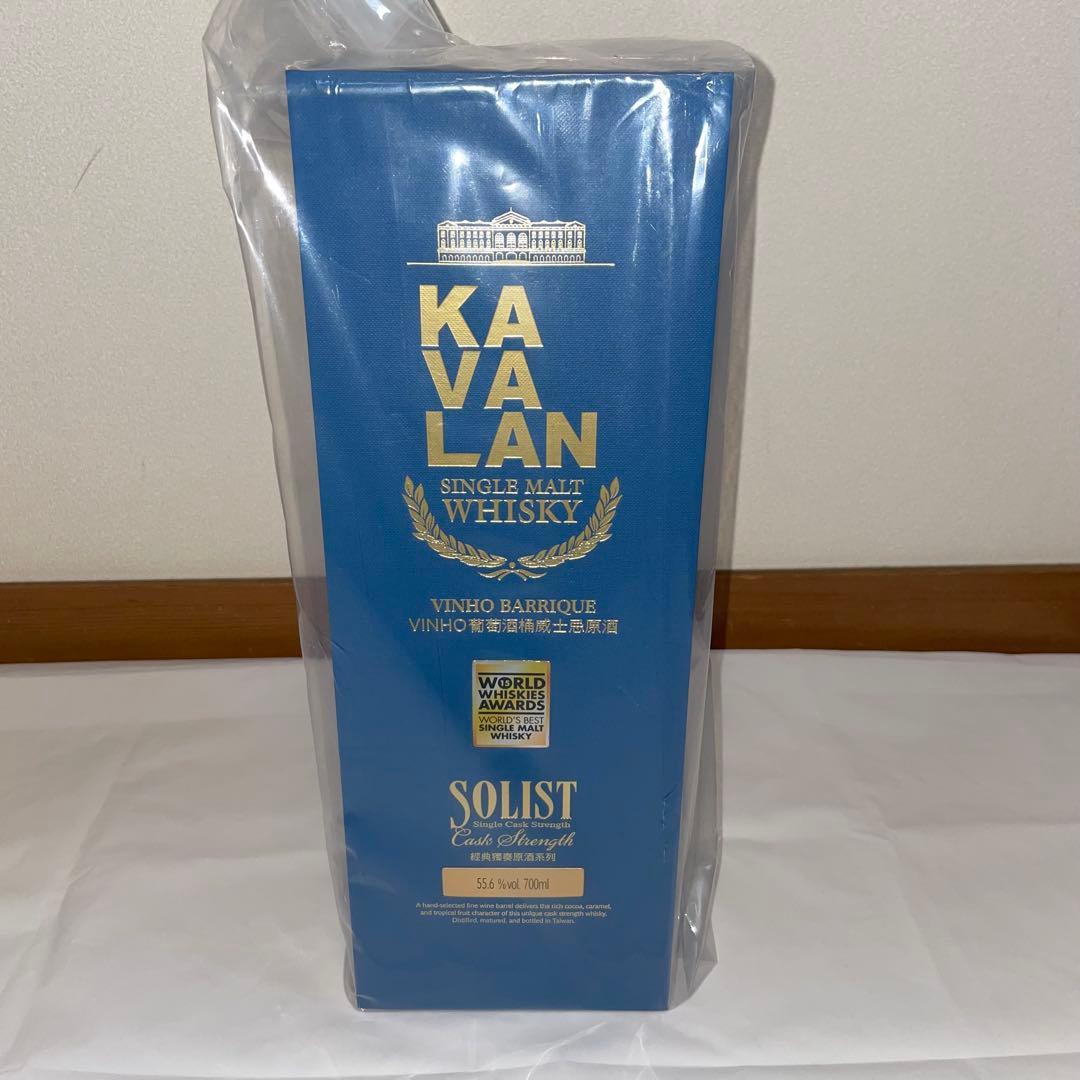 KA
VA
LAN
SINGLE MALT
WHISKY
VINHO BARRIQUE
VINHO葡萄酒桶威士忌原酒
15
WORLD
WHISKIES
AWARDS
WORLD'S BEST
SINGLE MALT
WHISKY
SOLIST
Single Cask Strength
Cask Strength
經典獨奏原酒系列
55.6 %vol. 700ml
A hand-selected fine wine barrel delivers the rich cocoa, caramel,
and tropical fruit character of this unique cask strength whisky.
Distilled, matured, and bottled in Taiwan.